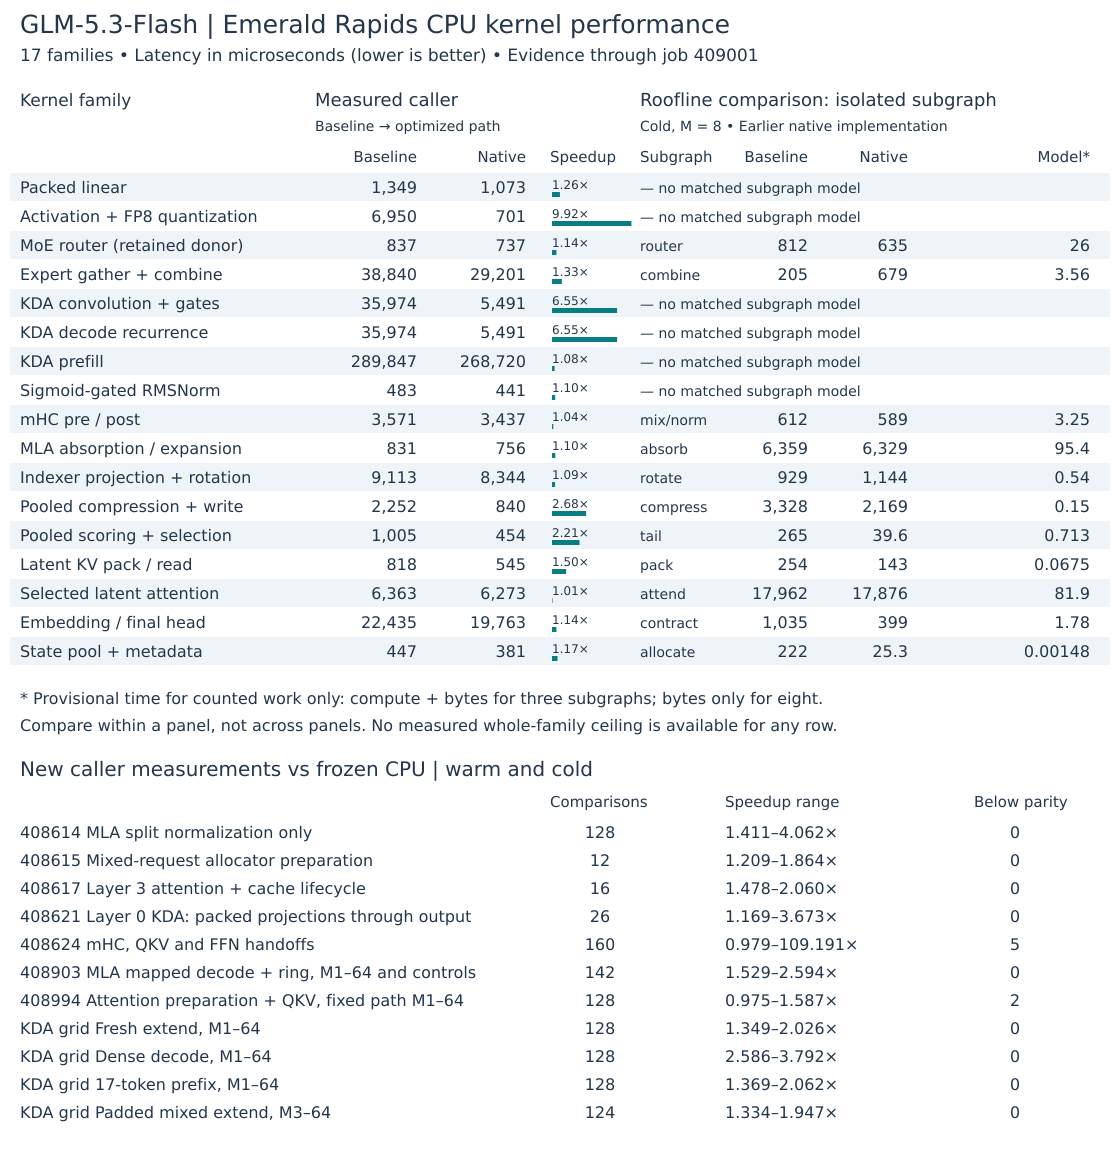 GLM-5.3-Flash | Emerald Rapids CPU kernel performance
17 families • Latency in microseconds (lower is better) • Evidence through job 409001
Kernel family Measured caller Roofline comparison: isolated subgraph
Baseline → optimized path Cold, M = 8 • Earlier native implementation
Baseline Native Speedup Subgraph Baseline Native Model*
Packed linear 1,349 1,073 1.26× — no matched subgraph model
Activation + FP8 quantization 6,950 701 9.92× — no matched subgraph model
MoE router (retained donor) 837 737 1.14× router 812 635 26
Expert gather + combine 38,840 29,201 1.33× combine 205 679 3.56
KDA convolution + gates 35,974 5,491 6.55× — no matched subgraph model
KDA decode recurrence 35,974 5,491 6.55× — no matched subgraph model
KDA prefill 289,847 268,720 1.08× — no matched subgraph model
Sigmoid-gated RMSNorm 483 441 1.10× — no matched subgraph model
mHC pre / post 3,571 3,437 1.04× mix/norm 612 589 3.25
MLA absorption / expansion 831 756 1.10× absorb 6,359 6,329 95.4
Indexer projection + rotation 9,113 8,344 1.09× rotate 929 1,144 0.54
Pooled compression + write 2,252 840 2.68× compress 3,328 2,169 0.15
Pooled scoring + selection 1,005 454 2.21× tail 265 39.6 0.713
Latent KV pack / read 818 545 1.50× pack 254 143 0.0675
Selected latent attention 6,363 6,273 1.01× attend 17,962 17,876 81.9
Embedding / final head 22,435 19,763 1.14× contract 1,035 399 1.78
State pool + metadata 447 381 1.17× allocate 222 25.3 0.00148
* Provisional time for counted work only: compute + bytes for three subgraphs; bytes only for eight.
Compare within a panel, not across panels. No measured whole-family ceiling is available for any row.
New caller measurements vs frozen CPU | warm and cold
Comparisons Speedup range Below parity
408614 MLA split normalization only 128 1.411–4.062× 0
408615 Mixed-request allocator preparation 12 1.209–1.864× 0
408617 Layer 3 attention + cache lifecycle 16 1.478–2.060× 0
408621 Layer 0 KDA: packed projections through output 26 1.169–3.673× 0
408624 mHC, QKV and FFN handoffs 160 0.979–109.191× 5
408903 MLA mapped decode + ring, M1–64 and controls 142 1.529–2.594× 0
408994 Attention preparation + QKV, fixed path M1–64 128 0.975–1.587× 2
KDA grid Fresh extend, M1–64 128 1.349–2.026× 0
KDA grid Dense decode, M1–64 128 2.586–3.792× 0
KDA grid 17-token prefix, M1–64 128 1.369–2.062× 0
KDA grid Padded mixed extend, M3–64 124 1.334–1.947× 0